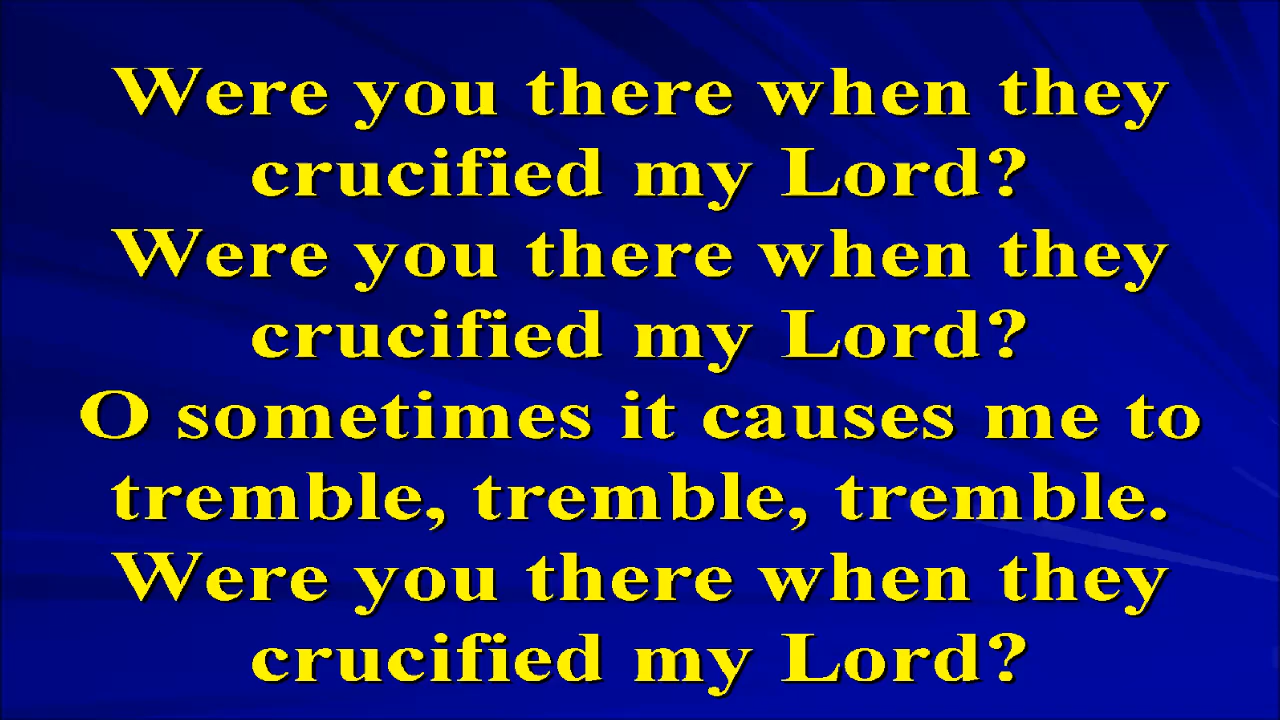 Were you there when they
crucified my Lord?
Were you there when they
crucified my Lord?
O sometimes it causes me to
tremble, tremble, tremble.
Were you there when they
crucified my Lord?